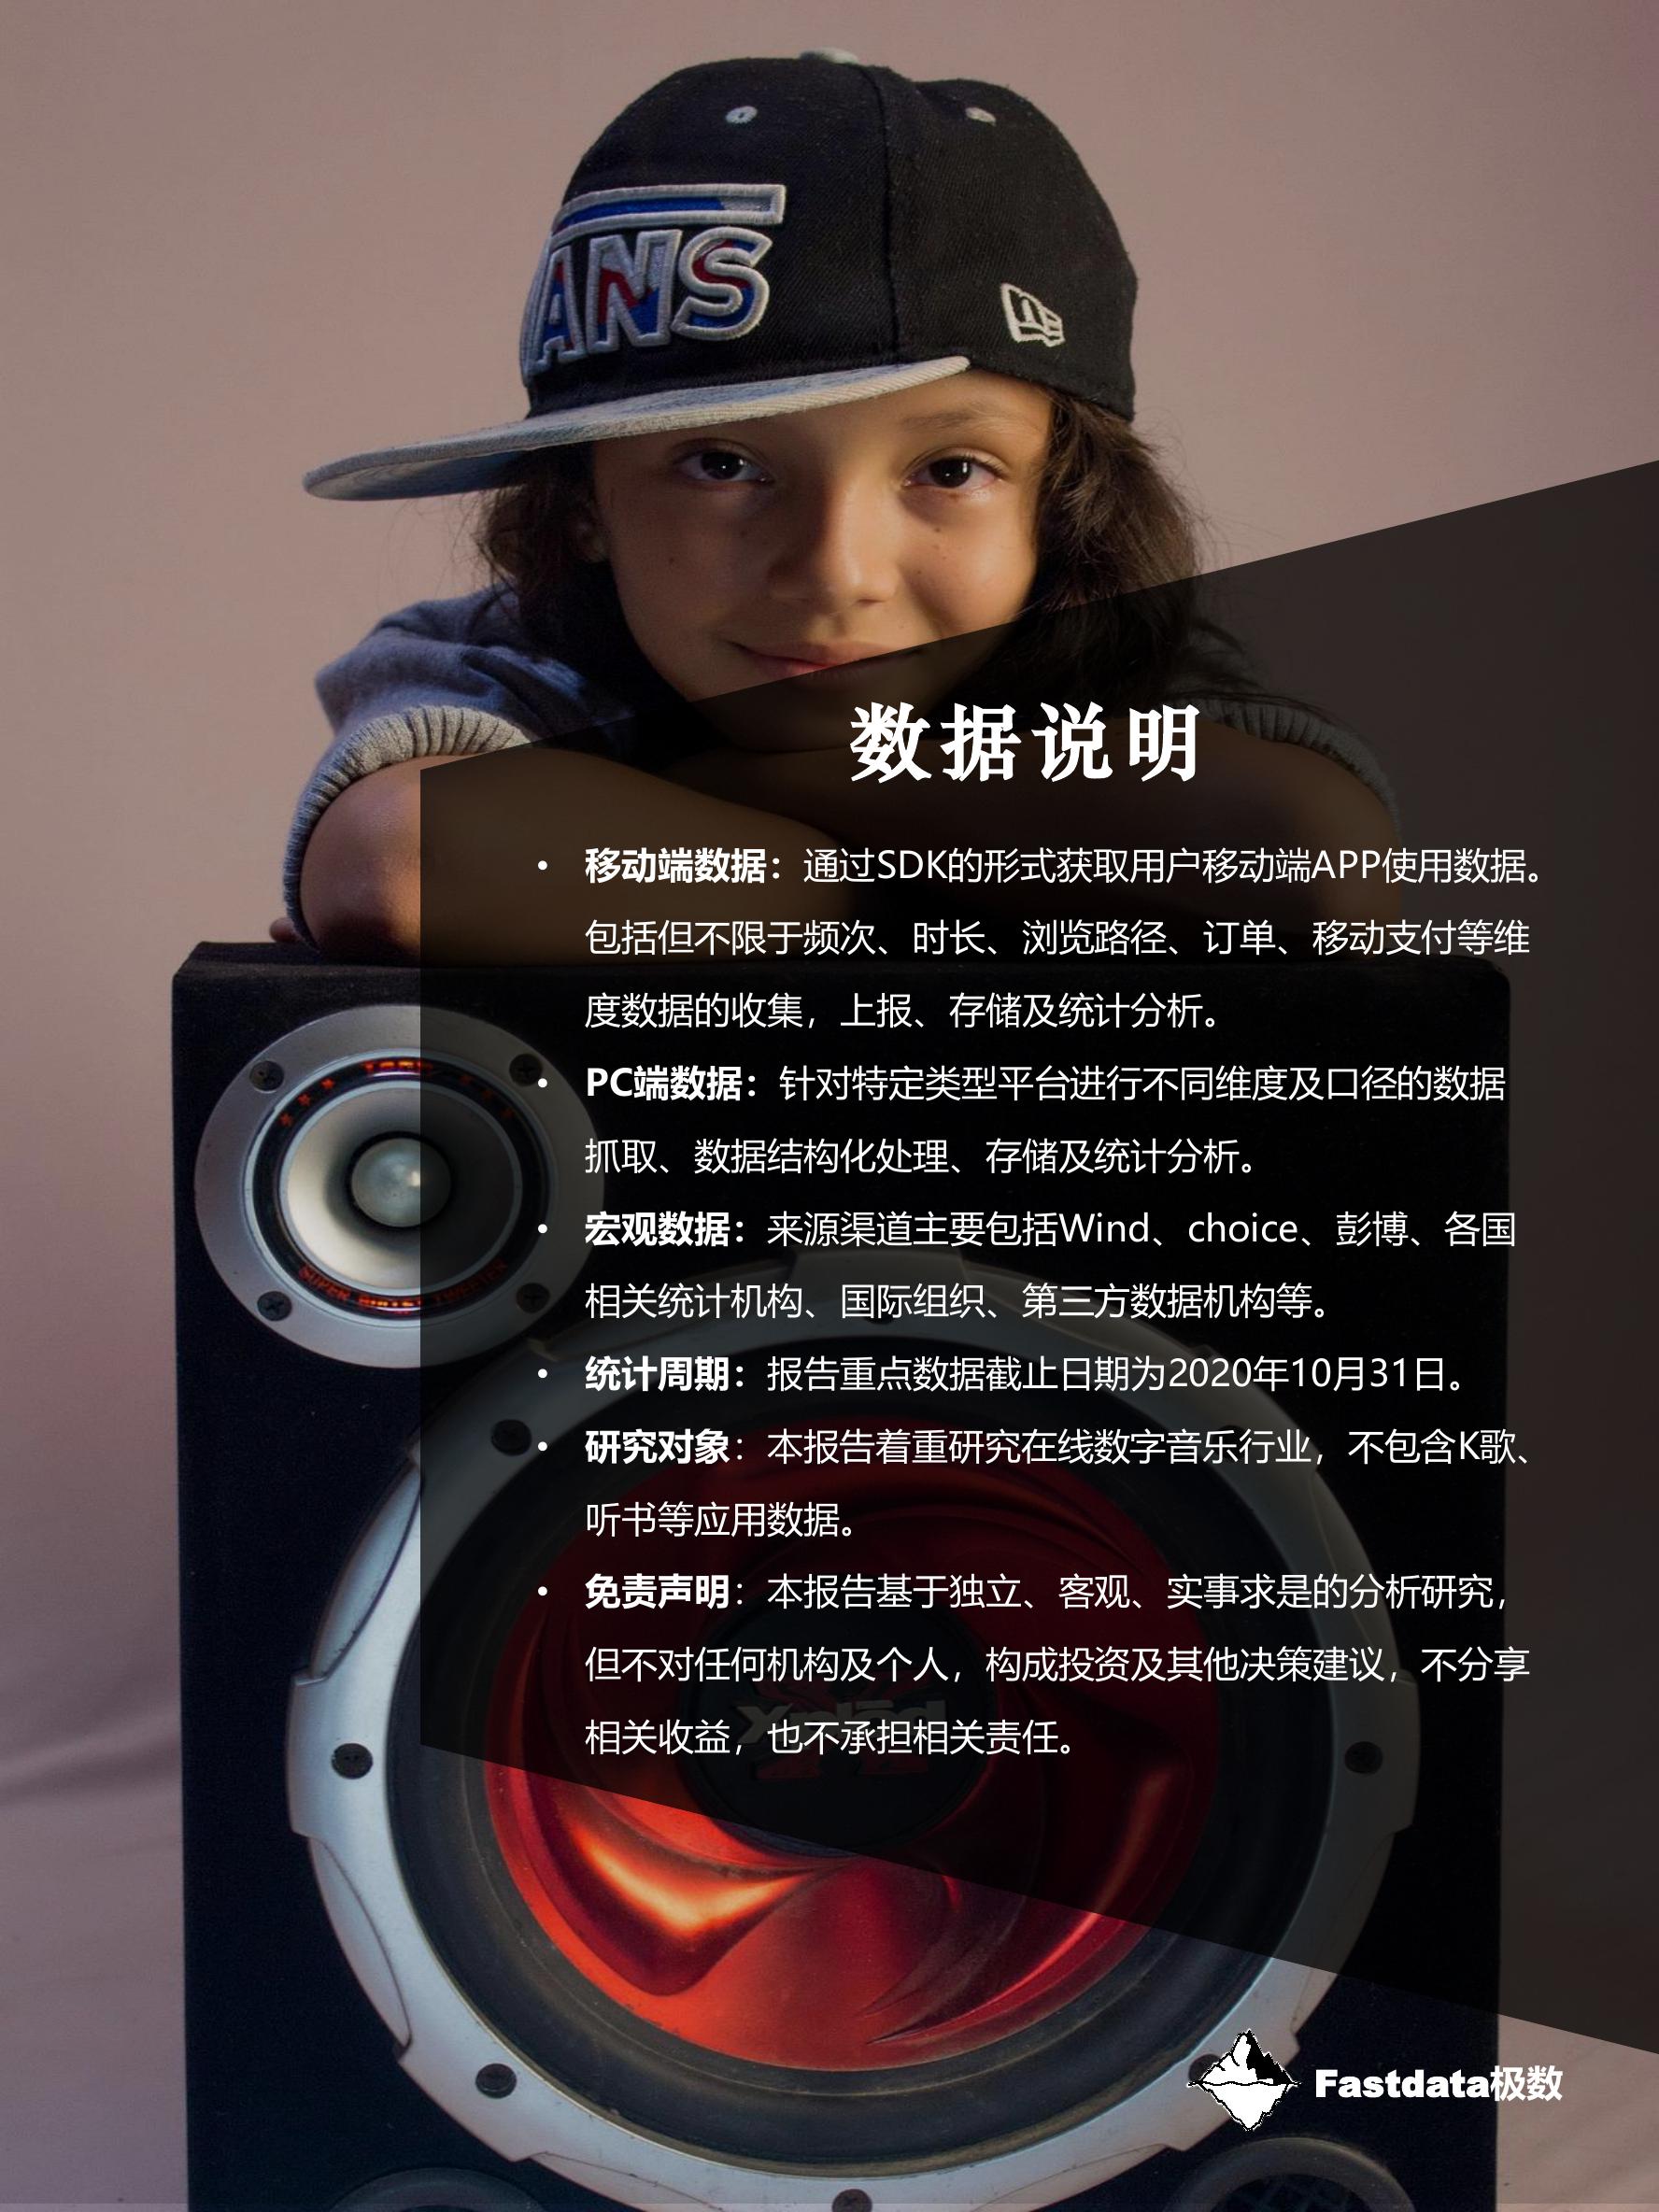 ANS
NE
数据说明
• 移动端数据：通过SDK的形式获取用户移动端APP使用数据。
包括但不限于频次、时长、浏览路径、订单、移动支付等维
度数据的收集，上报、存储及统计分析。
• PC端数据：针对特定类型平台进行不同维度及口径的数据
抓取、数据结构化处理、存储及统计分析。
• 宏观数据：来源渠道主要包括Wind、choice、彭博、各国
相关统计机构、国际组织、第三方数据机构等。
• 统计周期：报告重点数据截止日期为2020年10月31日。
• 研究对象：本报告着重研究在线数字音乐行业，不包含K歌、
听书等应用数据。
• 免责声明：本报告基于独立、客观、实事求是的分析研究，
但不对任何机构及个人，构成投资及其他决策建议，不分享
相关收益，也不承担相关责任。
Fastdata极数